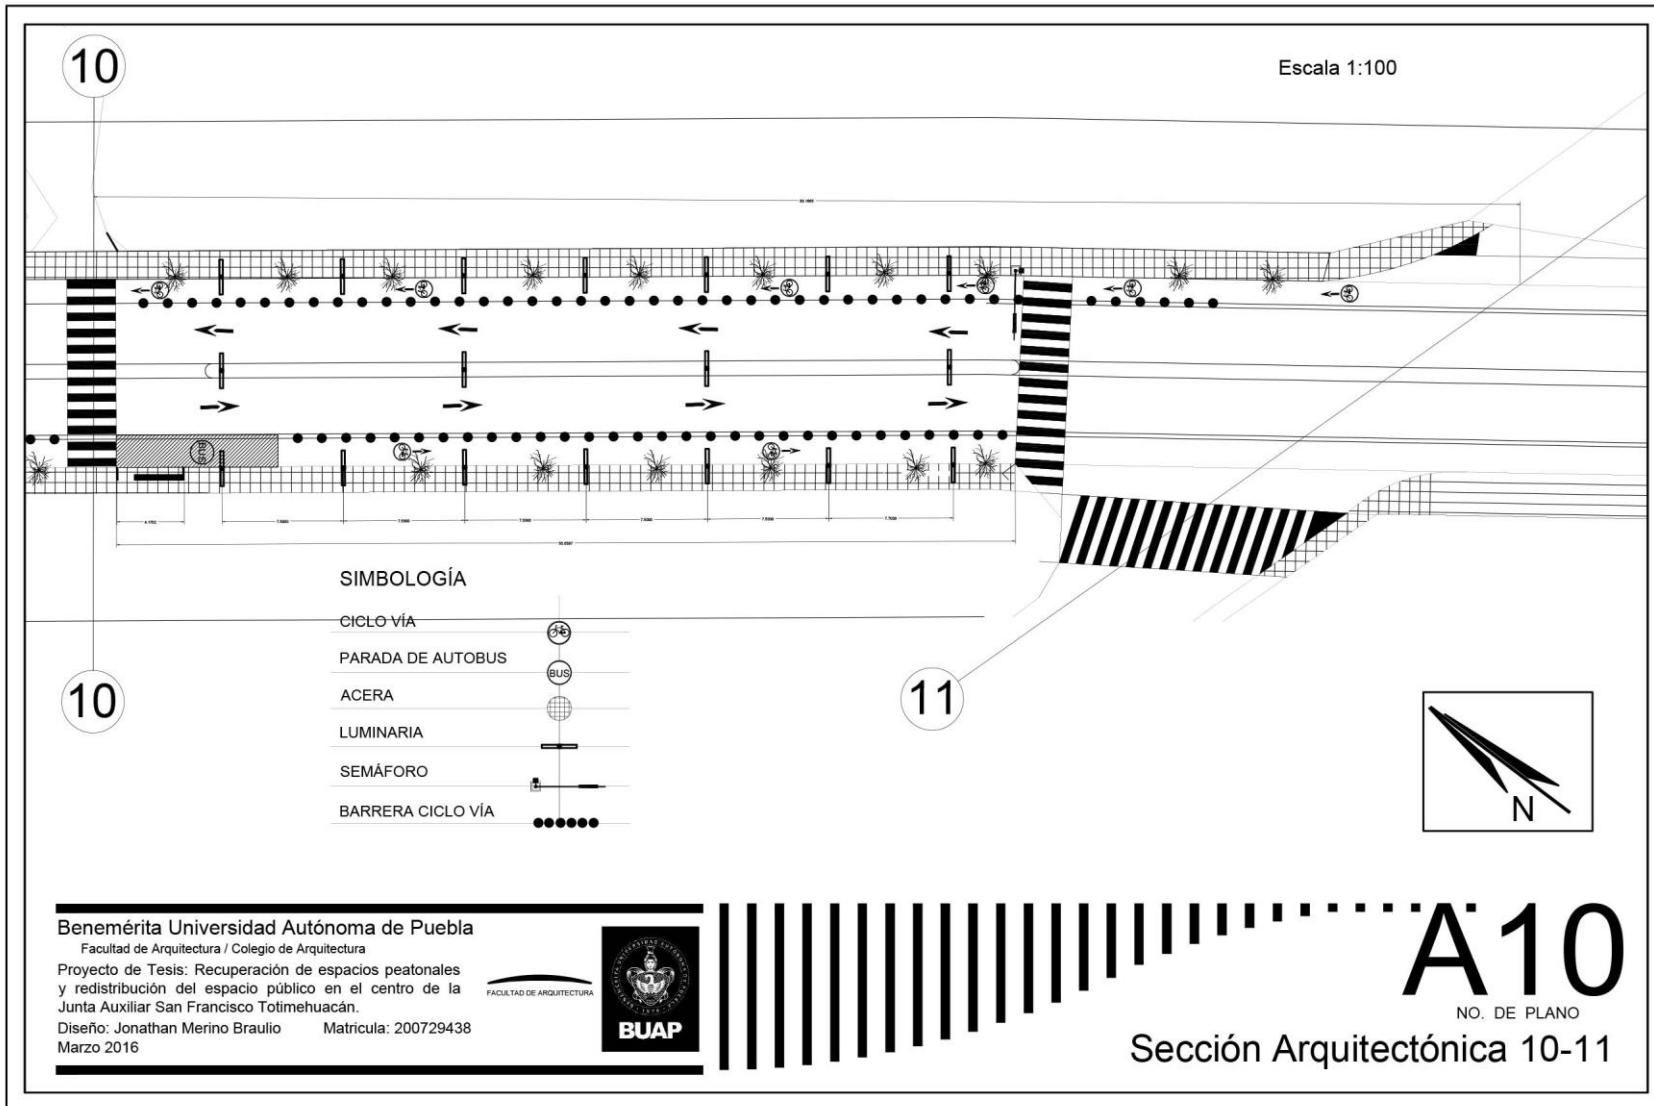 10
Escala 1:100
BUS
SIMBOLOGÍA
CICLO VÍA
PARADA DE AUTOBUS
BUS
ACERA
LUMINARIA
SEMÁFORO
BARRERA CICLO VÍA
10
11
N
Benemérita Universidad Autónoma de Puebla
Facultad de Arquitectura / Colegio de Arquitectura
Proyecto de Tesis: Recuperación de espacios peatonales
y redistribución del espacio público en el centro de la
Junta Auxiliar San Francisco Totimehuacán.
Diseño: Jonathan Merino Braulio Matricula: 200729438
Marzo 2016
FACULTAD DE ARQUITECTURA
BUAP
A10
NO. DE PLANO
Sección Arquitectónica 10-11